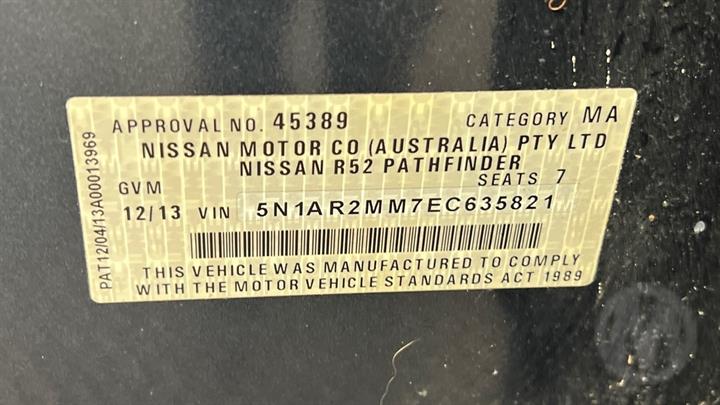 APPROVAL NO. 45389 CATEGORY MA
NISSAN MOTOR CO (AUSTRALIA) PTY LTD
NISSAN R52 PATHFINDER
GVM SEATS 7
12/13 VIN 5N1AR2MM7EC635821
THIS VEHICLE WAS MANUFACTURED TO COMPLY
WITH THE MOTOR VEHICLE STANDARDS ACT 1989
PAT12/04/13A00013969